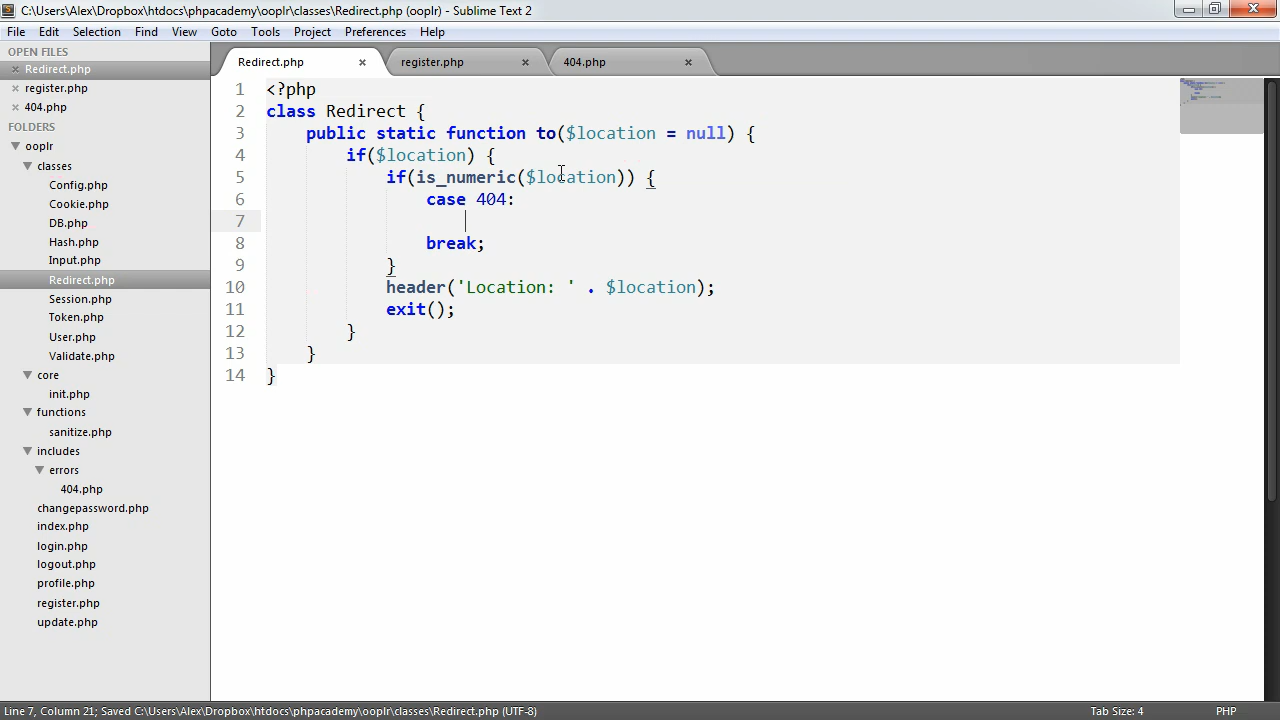 C:\Users\Alex\Dropbox\htdocs\phpacademy\ooplr\classes\Redirect.php (ooplr) - Sublime Text 2
File Edit Selection Find View Goto Tools Project Preferences Help
OPEN FILES
Redirect.php
register.php
404.php
FOLDERS
ooplr
classes
Config.php
Cookie.php
DB.php
Hash.php
Input.php
Redirect.php
Session.php
Token.php
User.php
Validate.php
core
init.php
functions
sanitize.php
includes
errors
404.php
changepassword.php
index.php
login.php
logout.php
profile.php
register.php
update.php
Redirect.php register.php 404.php
1 <?php
2 class Redirect {
3 public static function to($location = null) {
4 if($location) {
5 if(is_numeric($location)) {
6 case 404:
7
8 break;
9 }
10 header('Location: ' . $location);
11 exit();
12 }
13 }
14 }
Line 7, Column 21; Saved C:\Users\Alex\Dropbox\htdocs\phpacademy\ooplr\classes\Redirect.php (UTF-8) Tab Size: 4 PHP